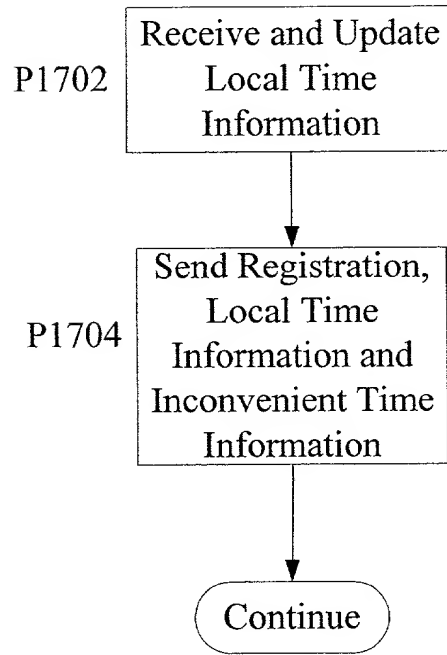 P1702
Receive and Update
Local Time
Information
P1704
Send Registration,
Local Time
Information and
Inconvenient Time
Information
Continue